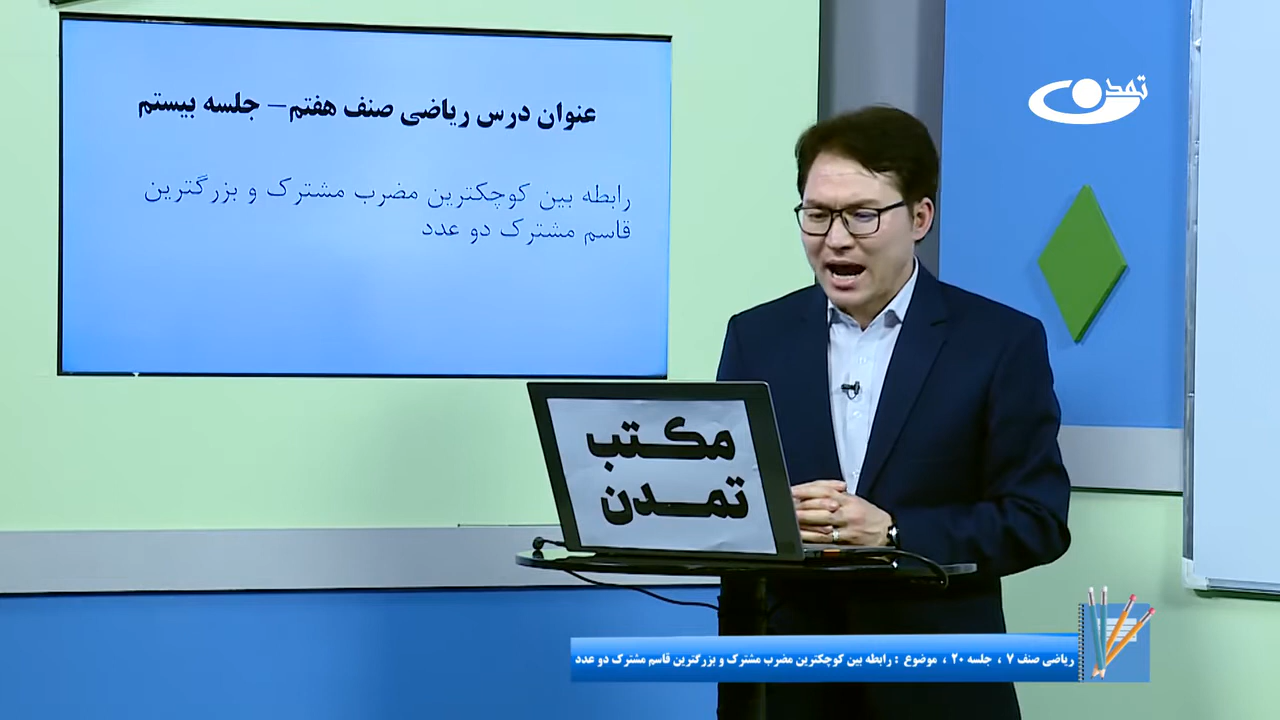 عنوان درس ریاضی صنف هفتم– جلسه بیستم
رابطه بین کوچکترین مضرب مشترک و بزرگترین
قاسم مشترک دو عدد
تمدن
مکتب
تمدن
ریاضی صنف ۷ ، جلسه ۲۰ ، موضوع : رابطه بین کوچکترین مضرب مشترک و بزرگترین قاسم مشترک دو عدد